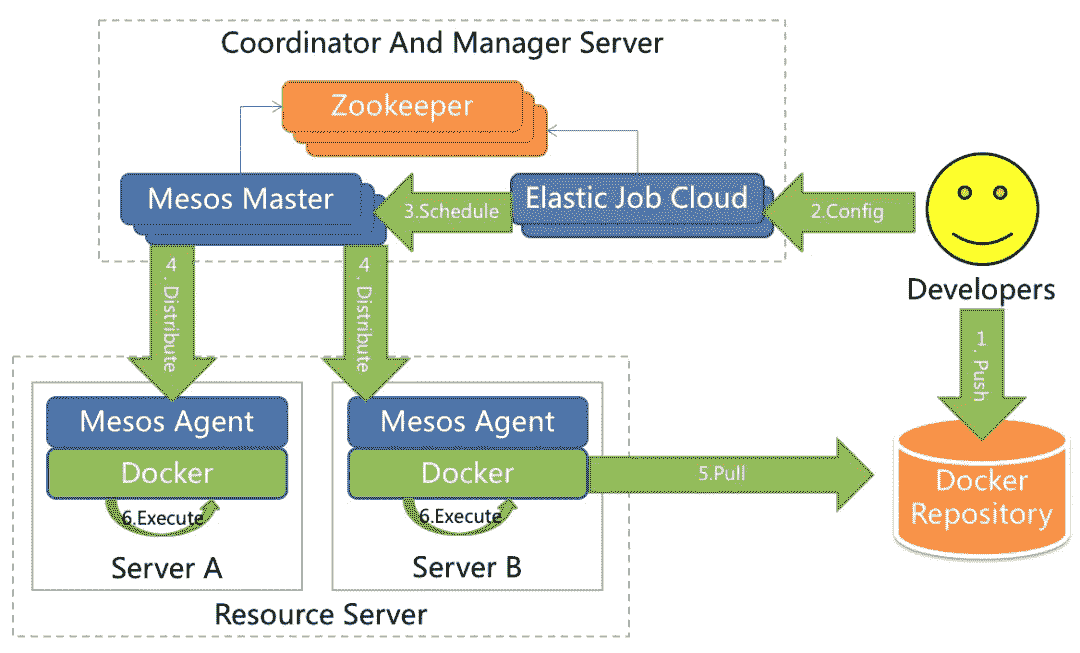 Coordinator And Manager Server
Zookeeper
Mesos Master
3.Schedule
Elastic Job Cloud
2.Config
Developers
4
. Distribute
4
. Distribute
1
. Push
Mesos Agent
Docker
6.Execute
Server A
Mesos Agent
Docker
6.Execute
Server B
Resource Server
5.Pull
Docker
Repository